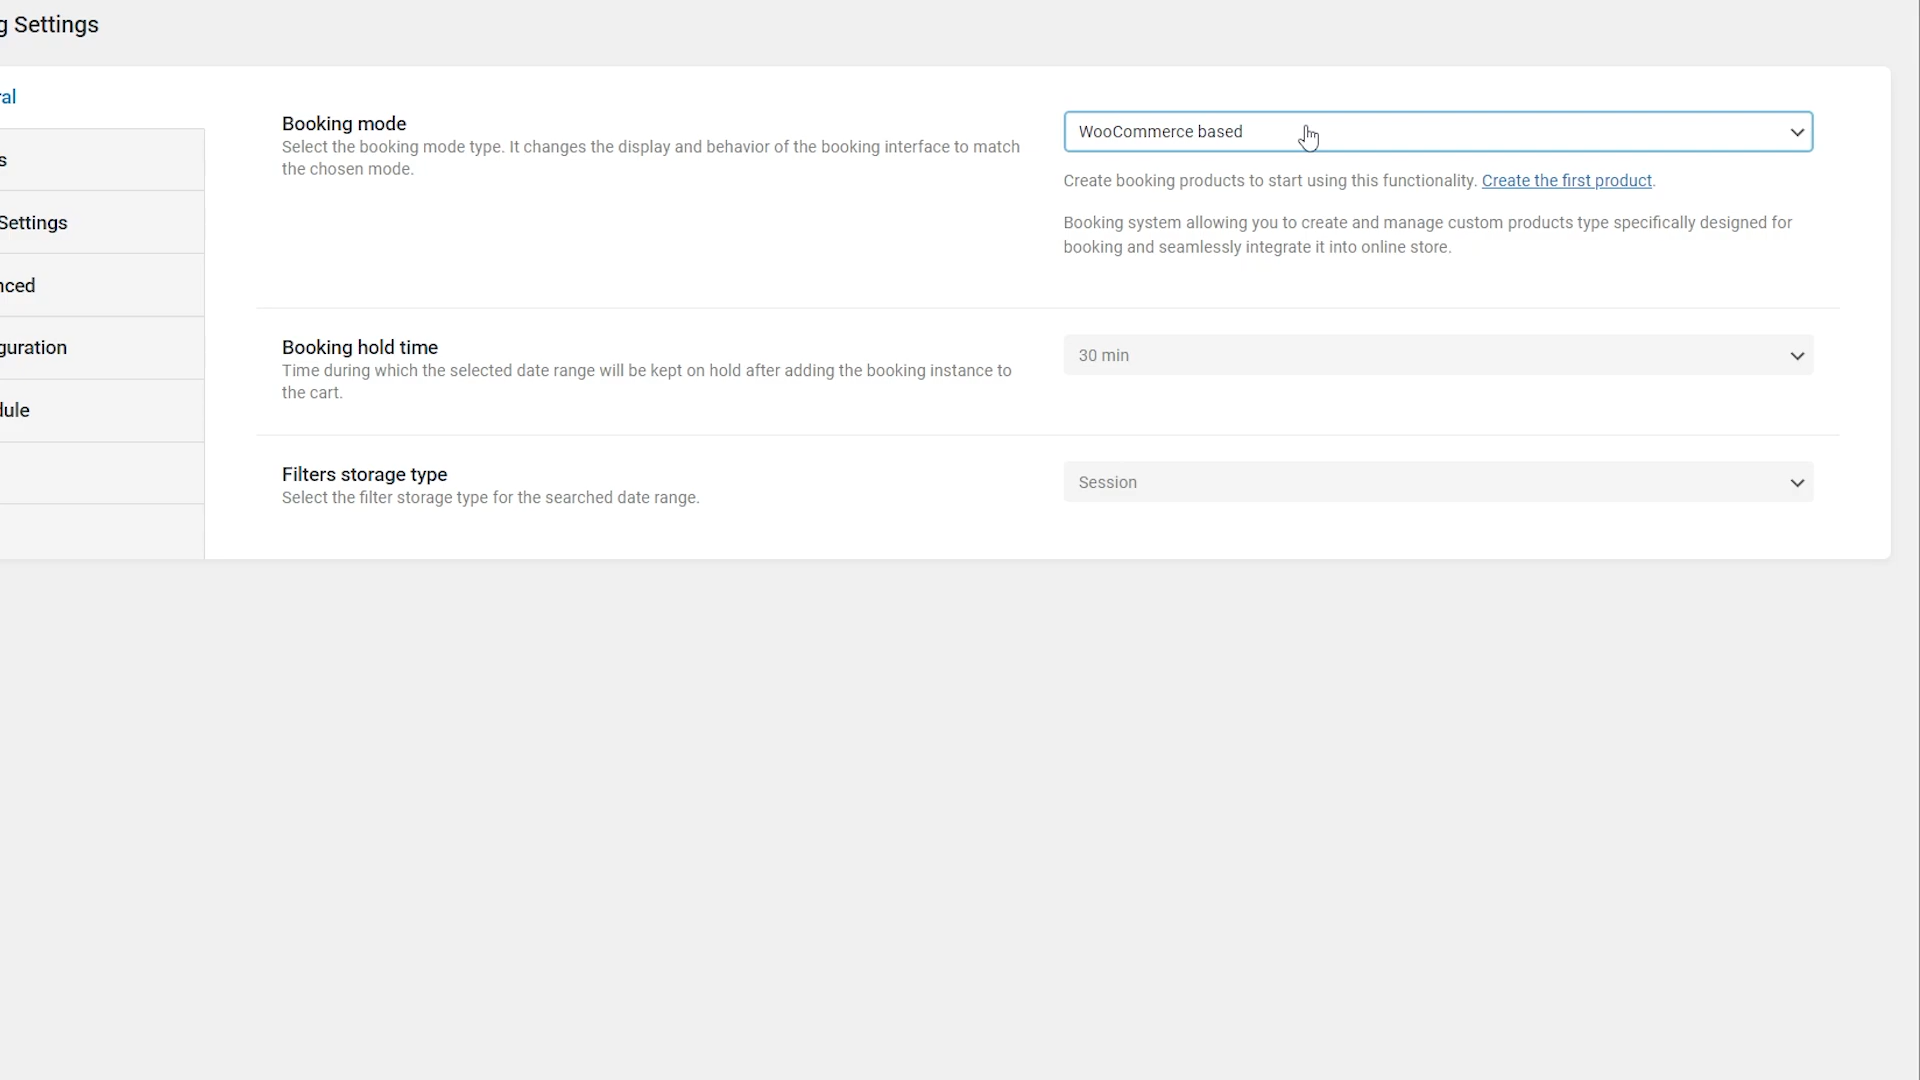 g Settings
al
s
Settings
nced
guration
dule
Booking mode
Select the booking mode type. It changes the display and behavior of the booking interface to match
the chosen mode.
WooCommerce based
Create booking products to start using this functionality. Create the first product.
Booking system allowing you to create and manage custom products type specifically designed for
booking and seamlessly integrate it into online store.
Booking hold time
Time during which the selected date range will be kept on hold after adding the booking instance to
the cart.
30 min
Filters storage type
Select the filter storage type for the searched date range.
Session